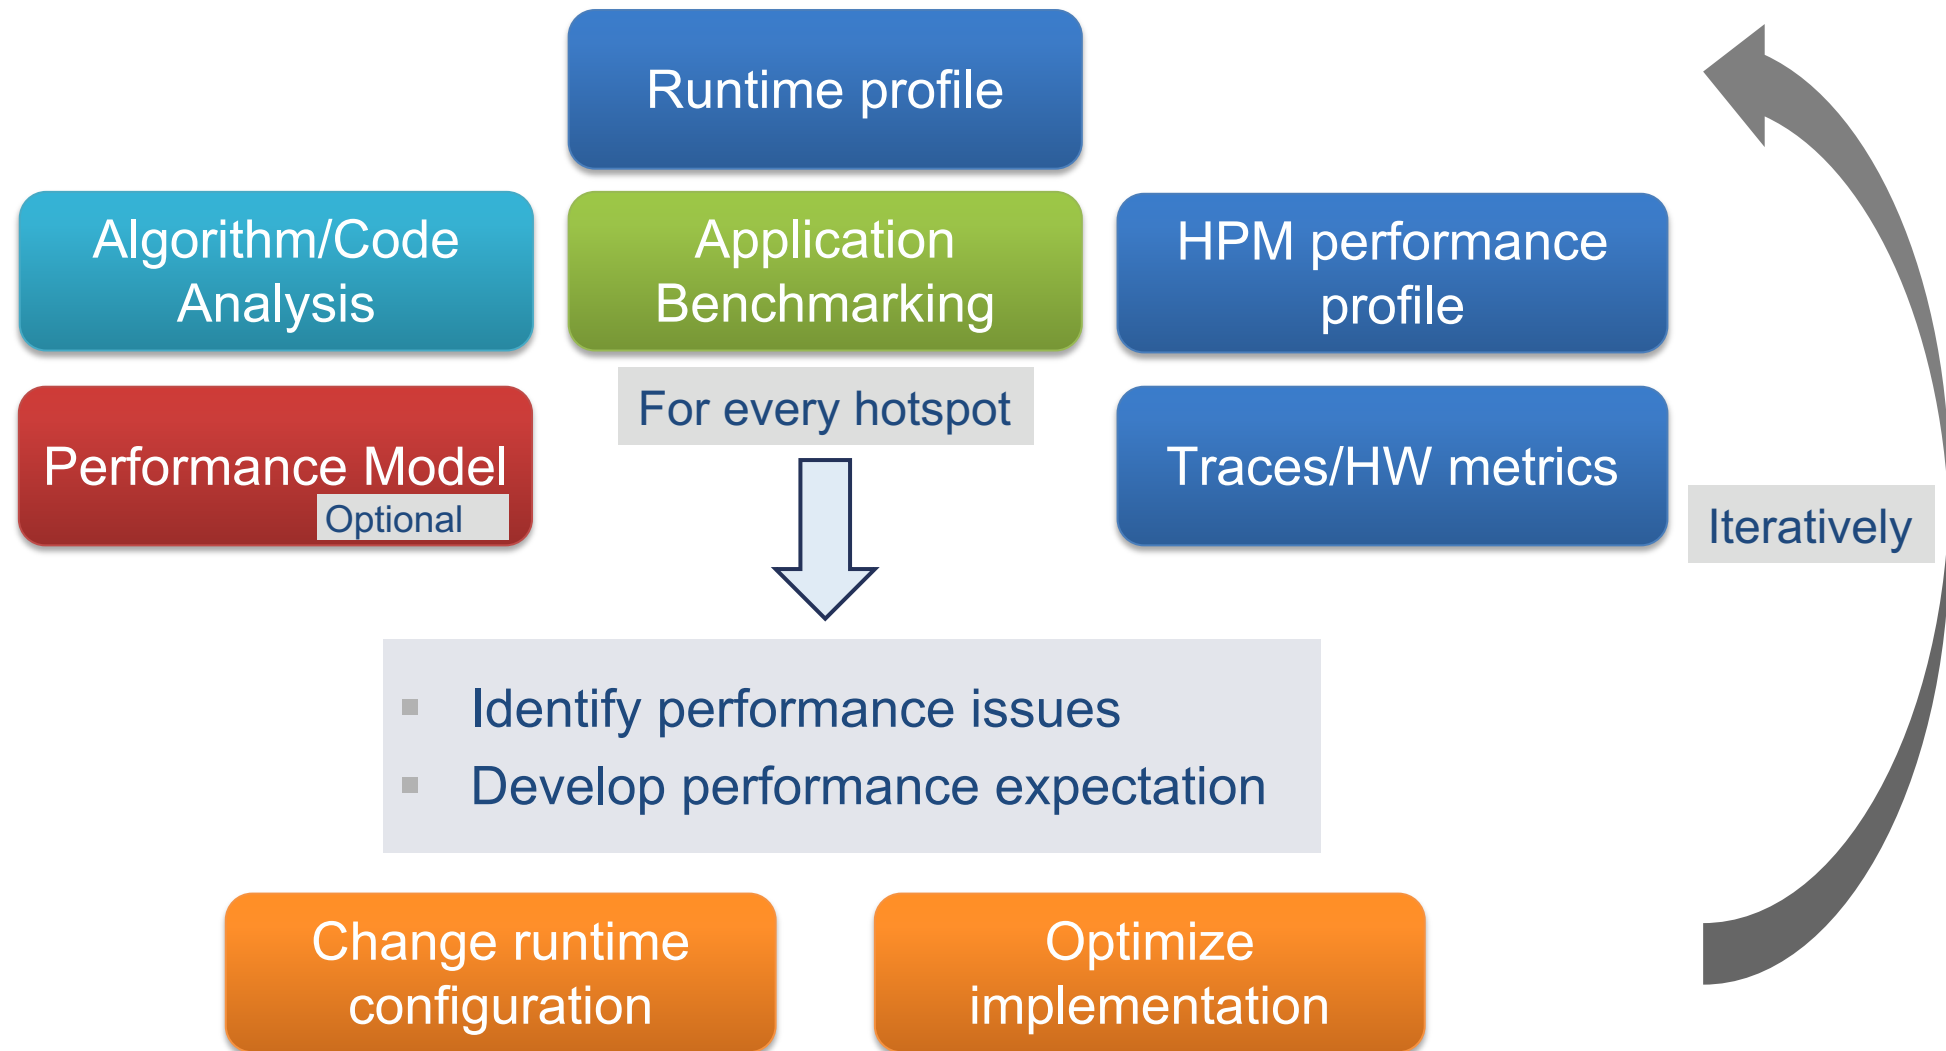 Runtime profile
Algorithm/Code
Analysis
Application
Benchmarking
HPM performance
profile
For every hotspot
Performance Model
Optional
Traces/HW metrics
Iteratively
Identify performance issues
Develop performance expectation
Change runtime
configuration
Optimize
implementation